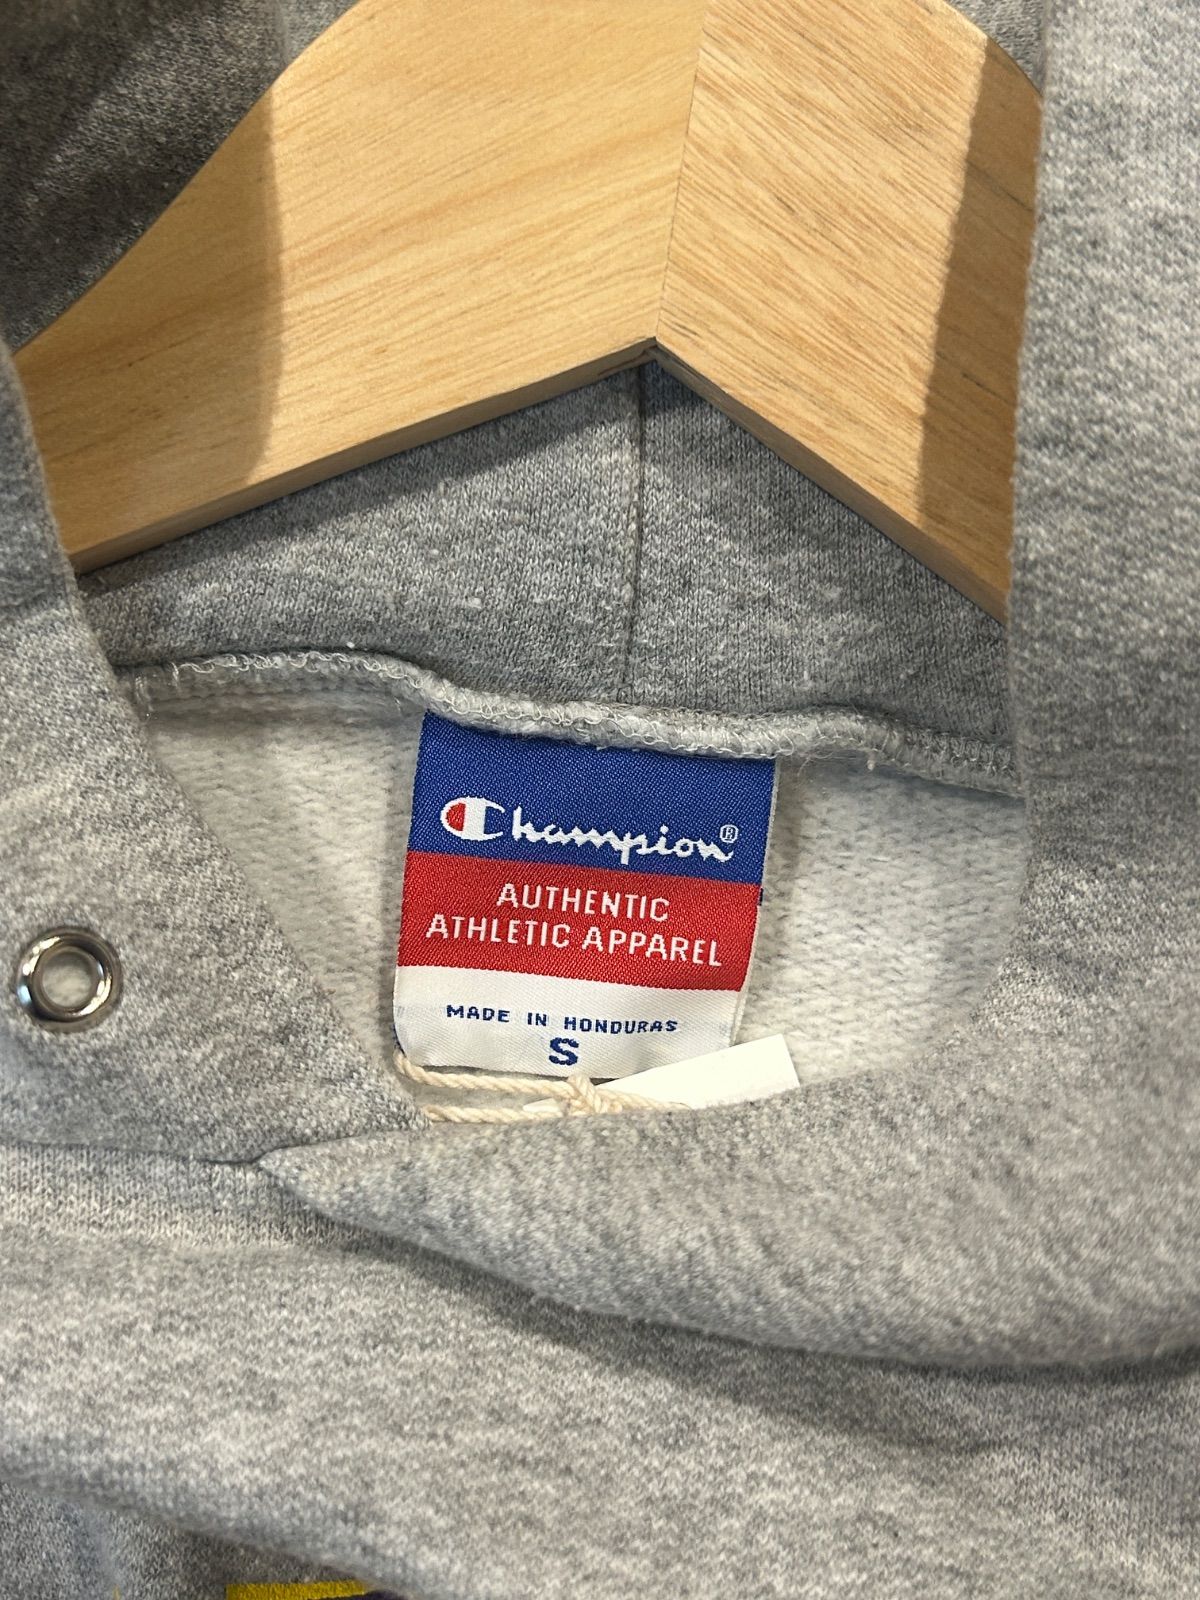 Champion®
AUTHENTIC
ATHLETIC APPAREL
MADE IN HONDURAS
S